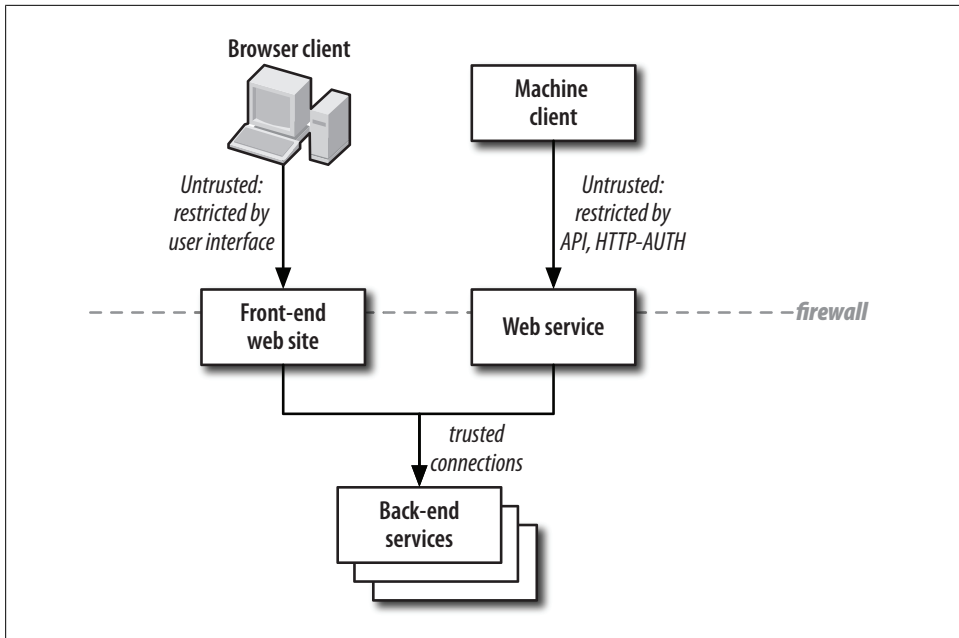 Browser client
Machine
client
Untrusted:
restricted by
user interface
Untrusted:
restricted by
API, HTTP-AUTH
Front-end
web site
Web service
firewall
trusted
connections
Back-end
services